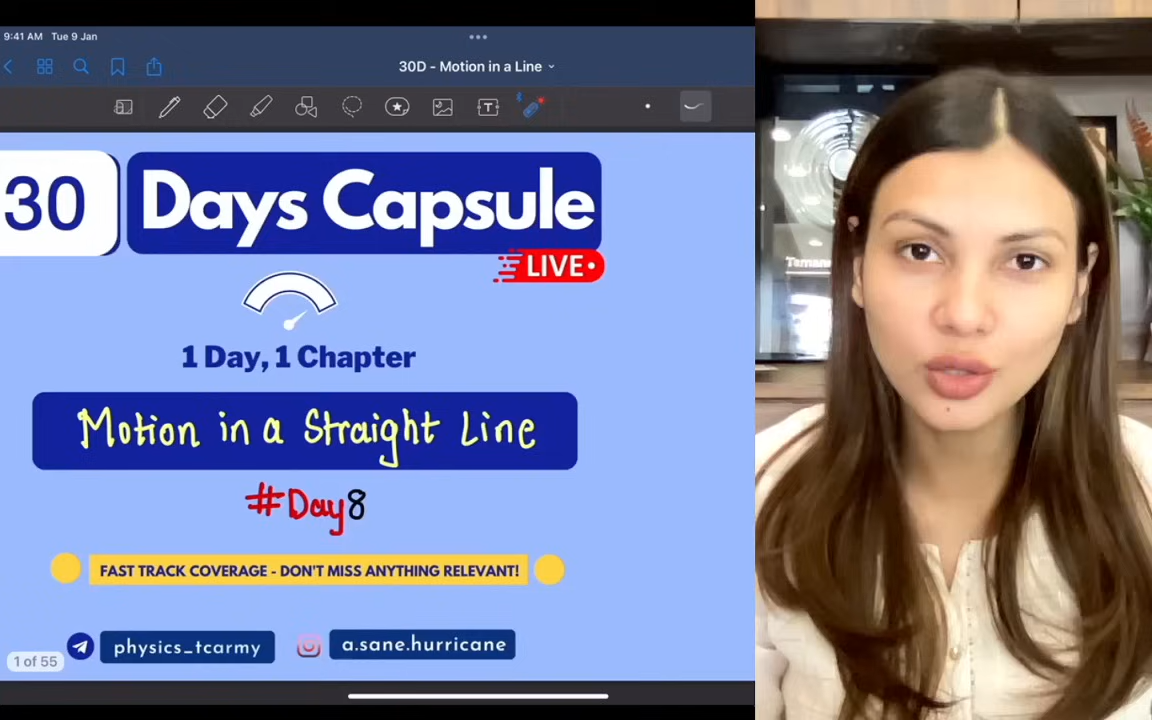 9:41 AM Tue 9 Jan
30D - Motion in a Line
30 Days Capsule
LIVE
1 Day, 1 Chapter
Motion in a Straight Line
#Day8
FAST TRACK COVERAGE - DON'T MISS ANYTHING RELEVANT!
physics_tcarmy
a.sane.hurricane
1 of 55